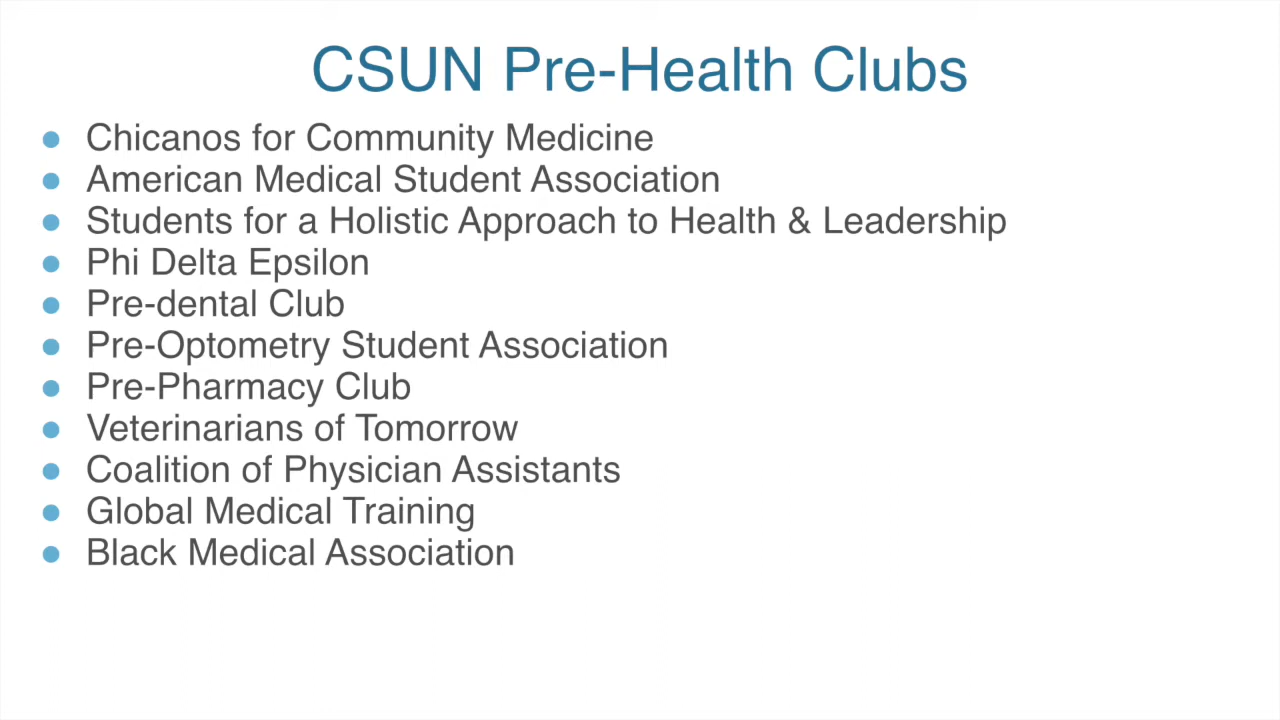 CSUN Pre-Health Clubs
● Chicanos for Community Medicine
● American Medical Student Association
● Students for a Holistic Approach to Health & Leadership
● Phi Delta Epsilon
● Pre-dental Club
● Pre-Optometry Student Association
● Pre-Pharmacy Club
● Veterinarians of Tomorrow
● Coalition of Physician Assistants
● Global Medical Training
● Black Medical Association